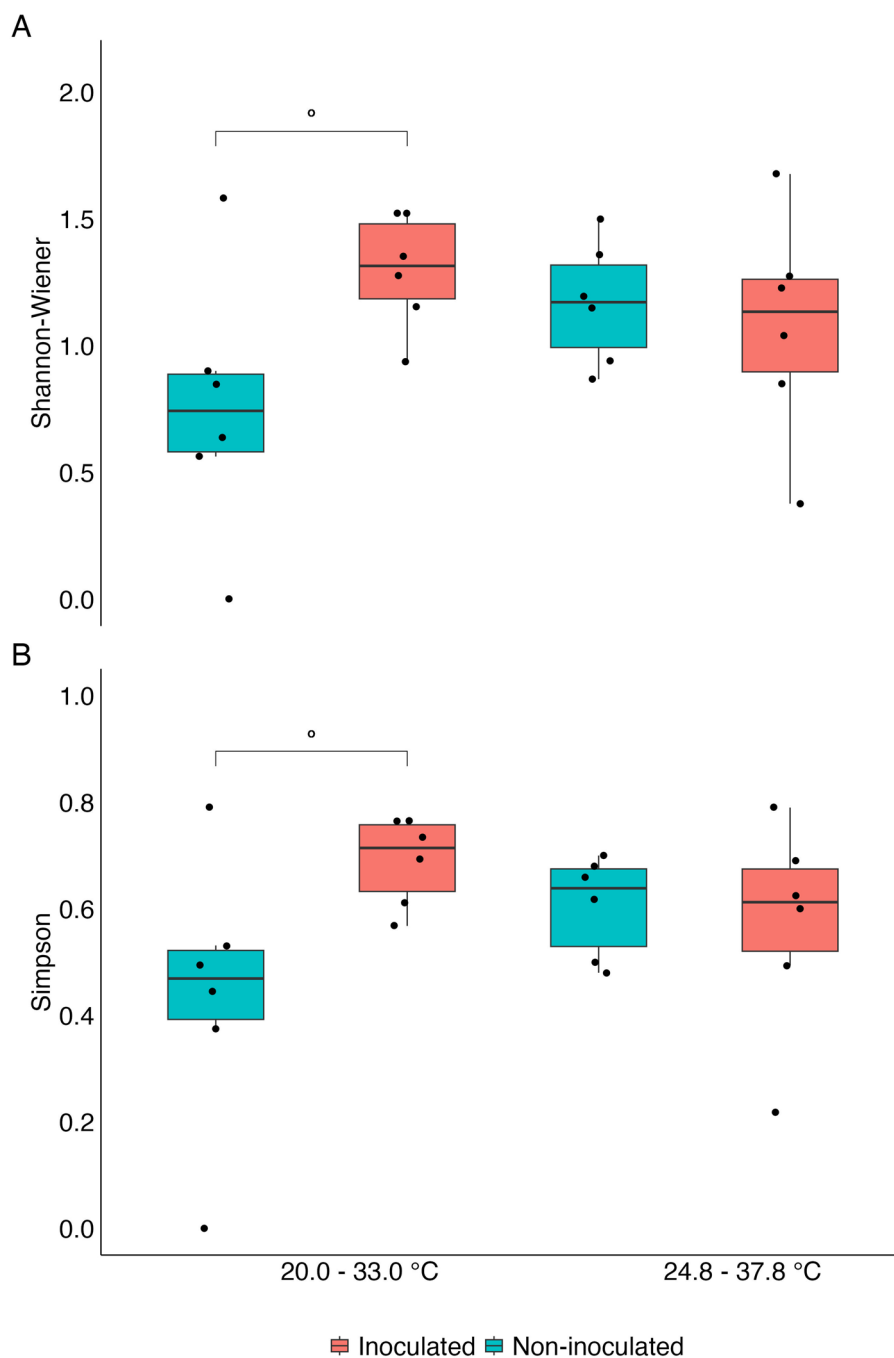 A
2.0
1.5
1.0
0.5
0.0
Shannon-Wiener
o
B
1.0
0.8
0.6
0.4
0.2
0.0
Simpson
o
20.0 - 33.0 °C
24.8 - 37.8 °C
Inoculated Non-inoculated